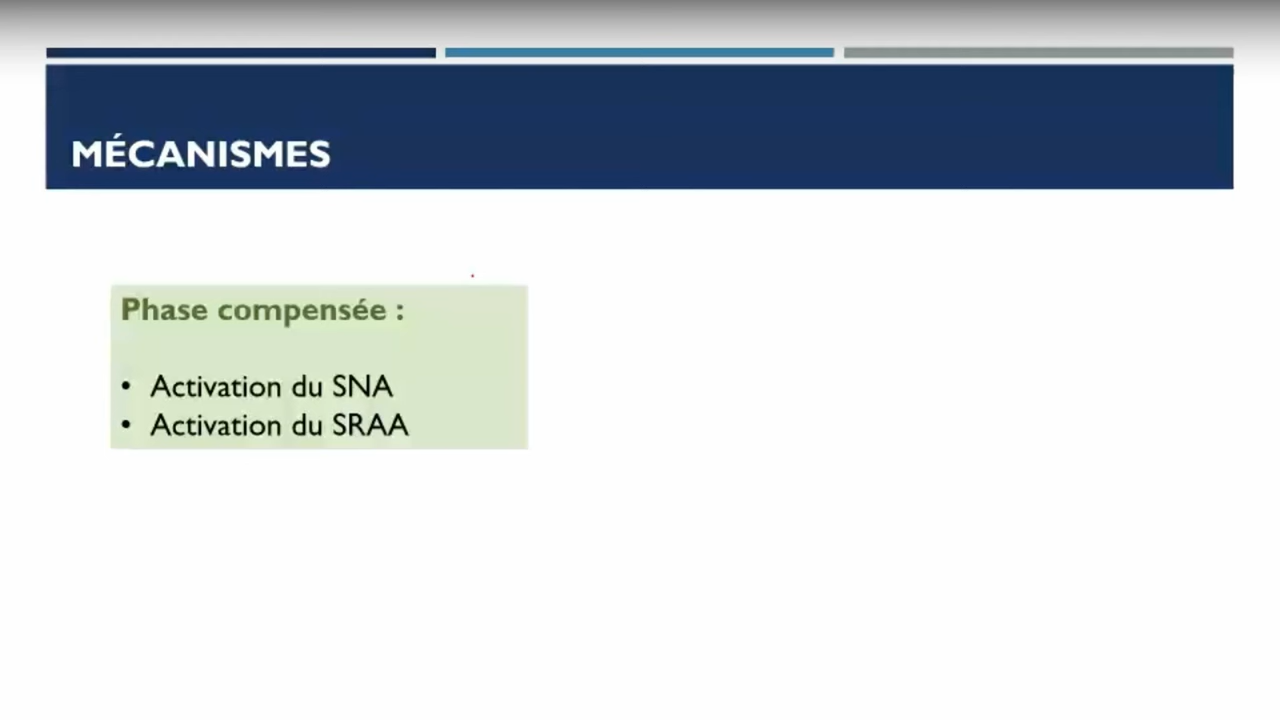 MÉCANISMES
Phase compensée :
• Activation du SNA
• Activation du SRAA